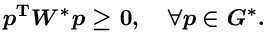 p^T W^* p ≥ 0, ∀p ∈ G^*.